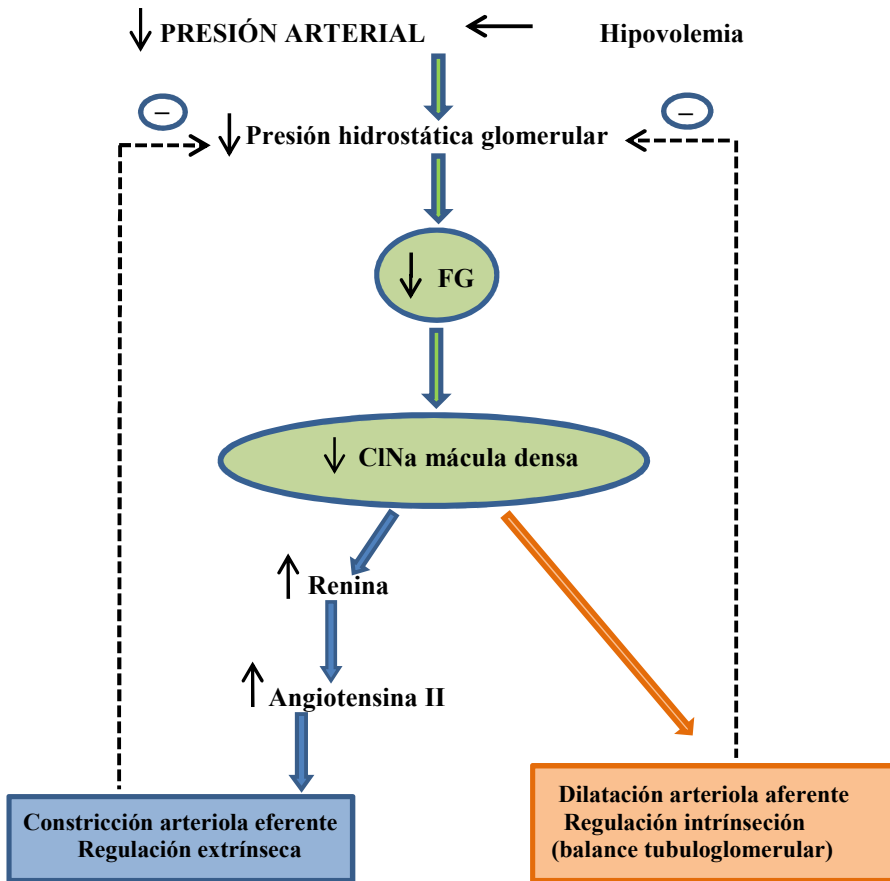 ↓ PRESIÓN ARTERIAL ← Hipovolemia
– –
↓ Presión hidrostática glomerular
↓ FG
↓ ClNa mácula densa
↑ Renina
↑ Angiotensina II
Constricción arteriola eferente
Regulación extrínseca
Dilatación arteriola aferente
Regulación intrínseción
(balance tubuloglomerular)